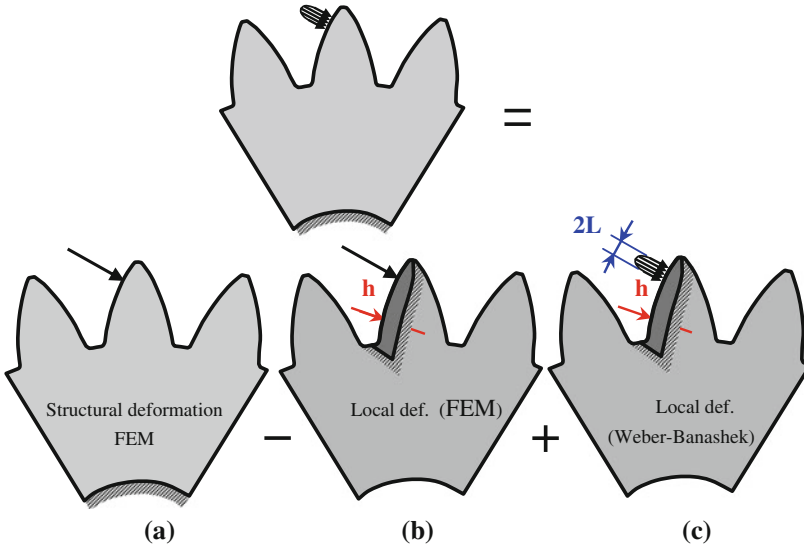 =
2L
h
h
Structural deformation
FEM
−
Local def. (FEM)
+
Local def.
(Weber-Banashek)
(a)
(b)
(c)